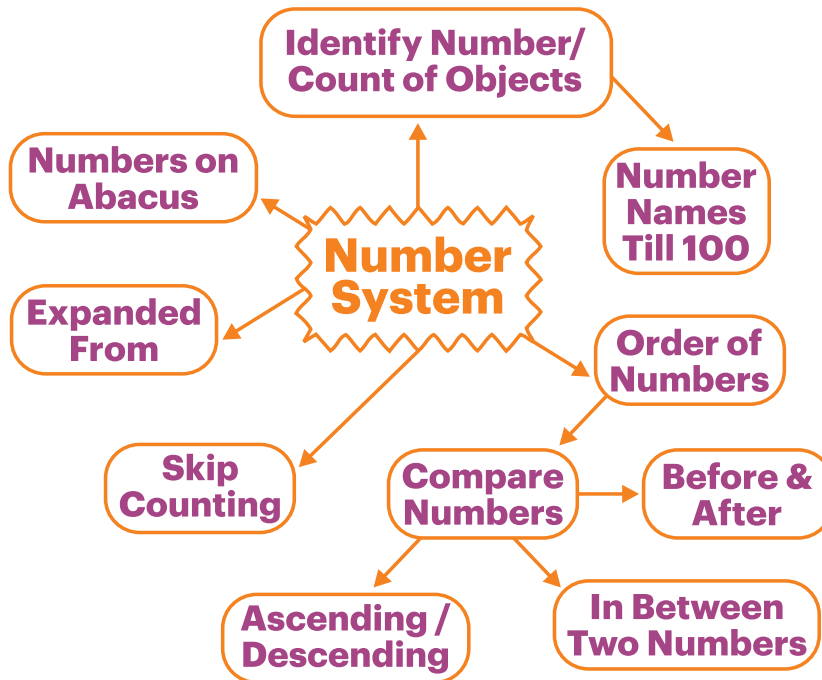 Identify Number/
Count of Objects
Numbers on
Abacus
Number
Names
Till 100
Number
System
Expanded
From
Order of
Numbers
Skip
Counting
Compare
Numbers
Before &
After
Ascending /
Descending
In Between
Two Numbers